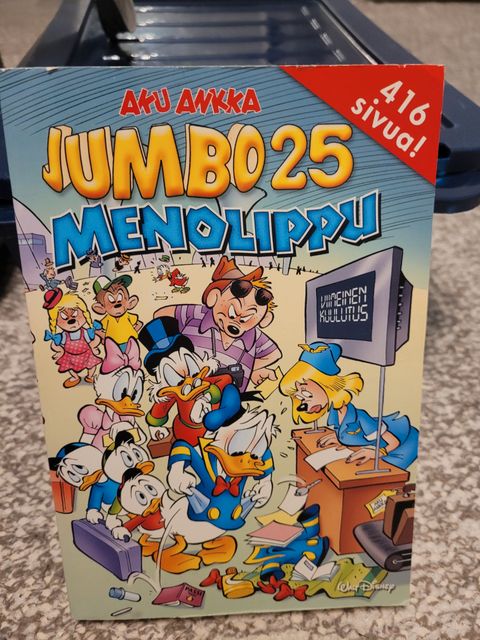 AKU ANKKA
416
sivua!
JUMBO 25
MENOLIPPU
VIIMEINEN
KUULUTUS
WALT DISNEY